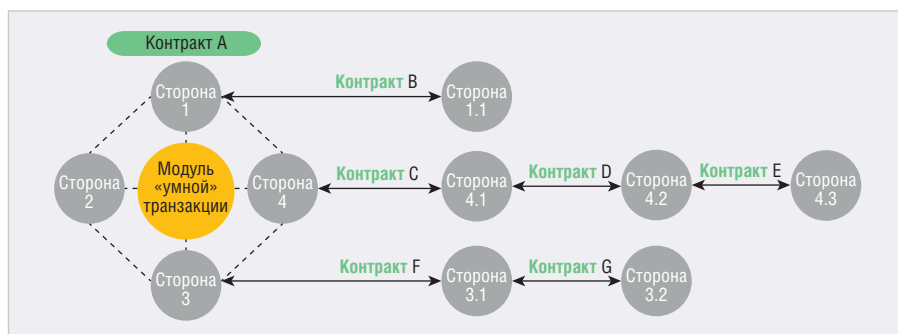 Контракт A
Сторона
1
Контракт B
Сторона
1.1
Сторона
2
Модуль
«умной»
транзакции
Сторона
4
Контракт C
Сторона
4.1
Контракт D
Сторона
4.2
Контракт E
Сторона
4.3
Сторона
3
Контракт F
Сторона
3.1
Контракт G
Сторона
3.2